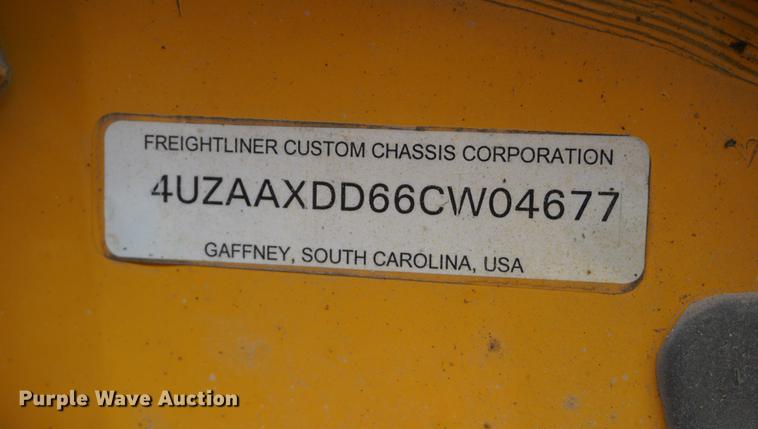 FREIGHTLINER CUSTOM CHASSIS CORPORATION
4UZAAXDD66CW04677
GAFFNEY, SOUTH CAROLINA, USA
Purple Wave Auction